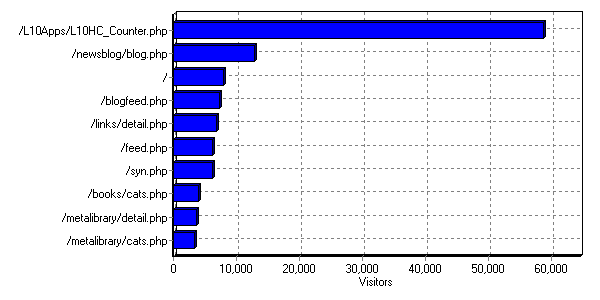 /L10Apps/L10HC_Counter.php
/newsblog/blog.php
/
/blogfeed.php
/links/detail.php
/feed.php
/syn.php
/books/cats.php
/metalibrary/detail.php
/metalibrary/cats.php
0 10,000 20,000 30,000 40,000 50,000 60,000
Visitors